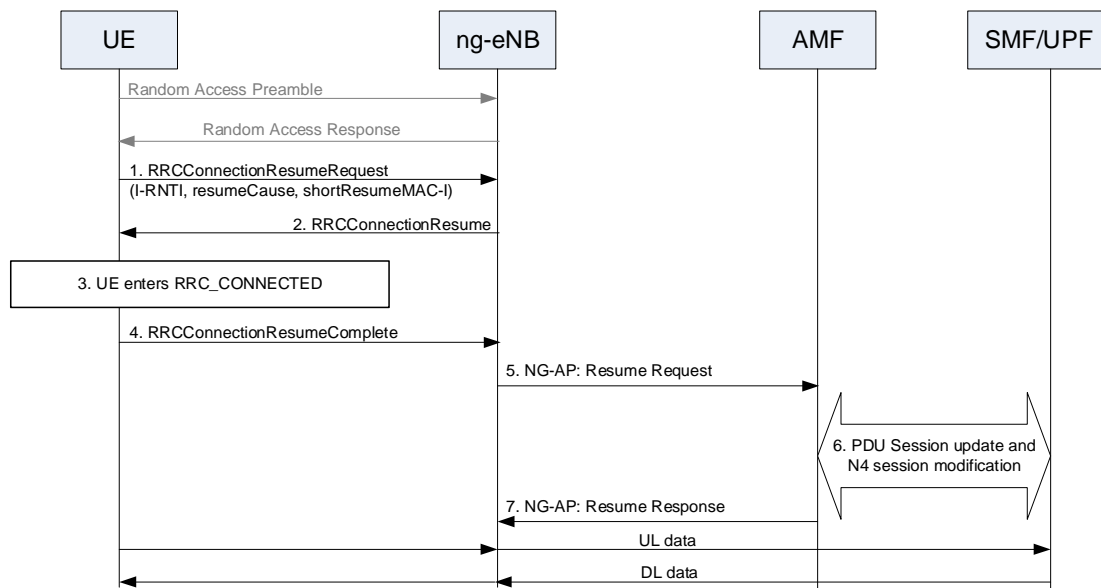 UE
ng-eNB
AMF
SMF/UPF
Random Access Preamble
Random Access Response
1. RRCConnectionResumeRequest
(I-RNTI, resumeCause, shortResumeMAC-I)
2. RRCConnectionResume
3. UE enters RRC_CONNECTED
4. RRCConnectionResumeComplete
5. NG-AP: Resume Request
6. PDU Session update and
N4 session modification
7. NG-AP: Resume Response
UL data
DL data